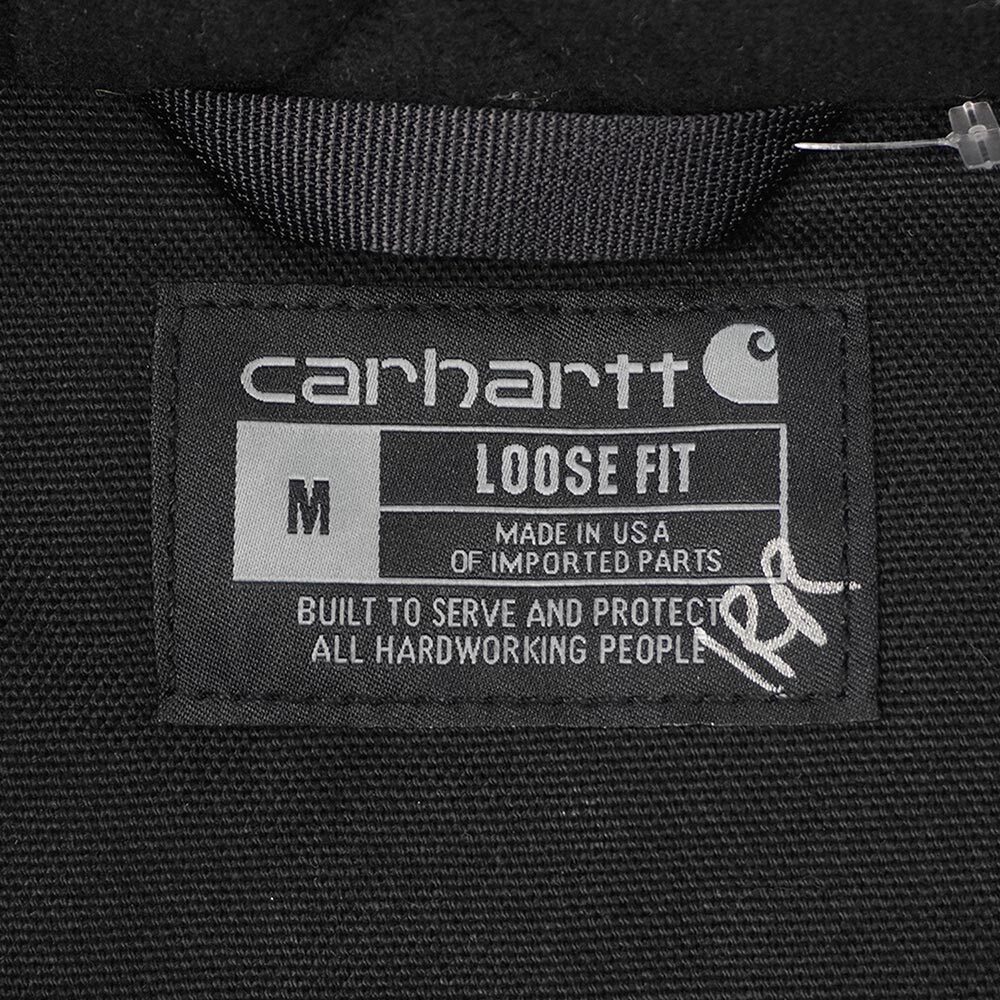 carhartt
M
LOOSE FIT
MADE IN USA
OF IMPORTED PARTS
BUILT TO SERVE AND PROTECT
ALL HARDWORKING PEOPLE